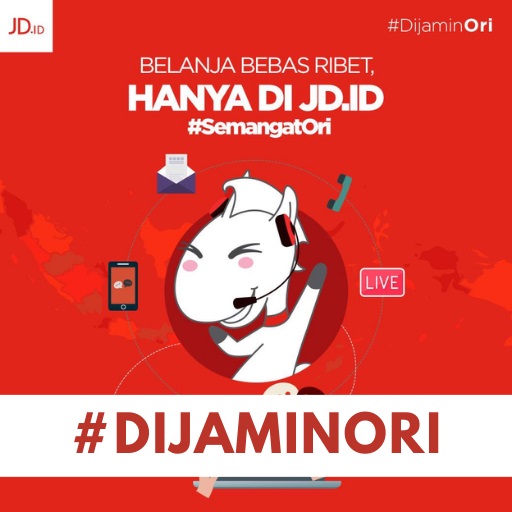 JD.ID
#DijaminOri
BELANJA BEBAS RIBET,
HANYA DI JD.ID
#SemangatOri
LIVE
#DIJAMINORI